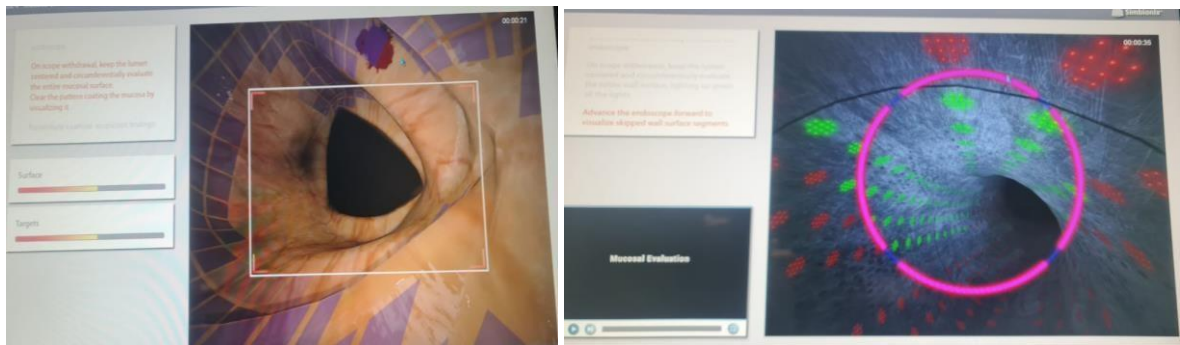 00:00:21
On scope withdrawal, keep the lumen
centered and circumferentially evaluate
the entire mucosal surface.
Clear the pattern coating the mucosa by
visualizing it.
Surface
Targets
Simbionix
00:00:35
Advance the endoscope forward to
visualize skipped wall surface segments
Mucosal Evaluation